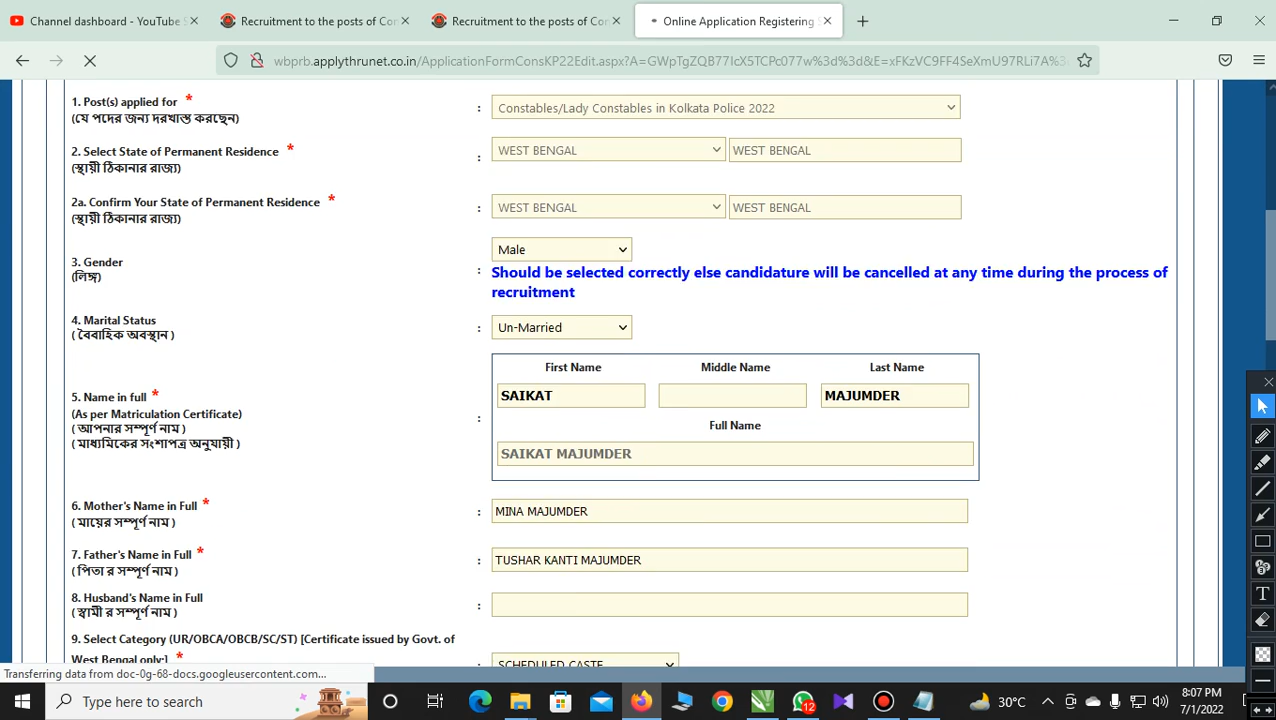 Channel dashboard - YouTube S
Recruitment to the posts of Con
Recruitment to the posts of Con
Online Application Registering S
wbprb.applythrunet.co.in/ApplicationFormConsKP22Edit.aspx?A=GWpTgZQB77IcX5TCPc077w%3d%3d&E=xFKzVC9FF4SeXmU97RLi7A%3c
1. Post(s) applied for *
(যে পদের জন্য দরখাস্ত করছেন)
:
Constables/Lady Constables in Kolkata Police 2022
2. Select State of Permanent Residence *
(স্থায়ী ঠিকানার রাজ্য)
:
WEST BENGAL WEST BENGAL
2a. Confirm Your State of Permanent Residence *
(স্থায়ী ঠিকানার রাজ্য)
:
WEST BENGAL WEST BENGAL
3. Gender
(লিঙ্গ)
:
Male
Should be selected correctly else candidature will be cancelled at any time during the process of
recruitment
4. Marital Status
( বৈবাহিক অবস্থান )
:
Un-Married
5. Name in full *
(As per Matriculation Certificate)
( আপনার সম্পূর্ণ নাম )
( মাধ্যমিকের সংশাপত্র অনুযায়ী )
:
First Name Middle Name Last Name
SAIKAT MAJUMDER
Full Name
SAIKAT MAJUMDER
6. Mother's Name in Full *
( মায়ের সম্পূর্ণ নাম )
:
MINA MAJUMDER
7. Father's Name in Full *
( পিতা র সম্পূর্ণ নাম )
:
TUSHAR KANTI MAJUMDER
8. Husband's Name in Full
( স্বামী র সম্পূর্ণ নাম )
:
9. Select Category (UR/OBCA/OBCB/SC/ST) [Certificate issued by Govt. of
West Bengal only:] *
:
SCHEDULED CASTE
Transferring data from doc-0g-68-docs.googleusercontent.com...
Type here to search
12
30°C
8:07 PM
7/1/2022
T